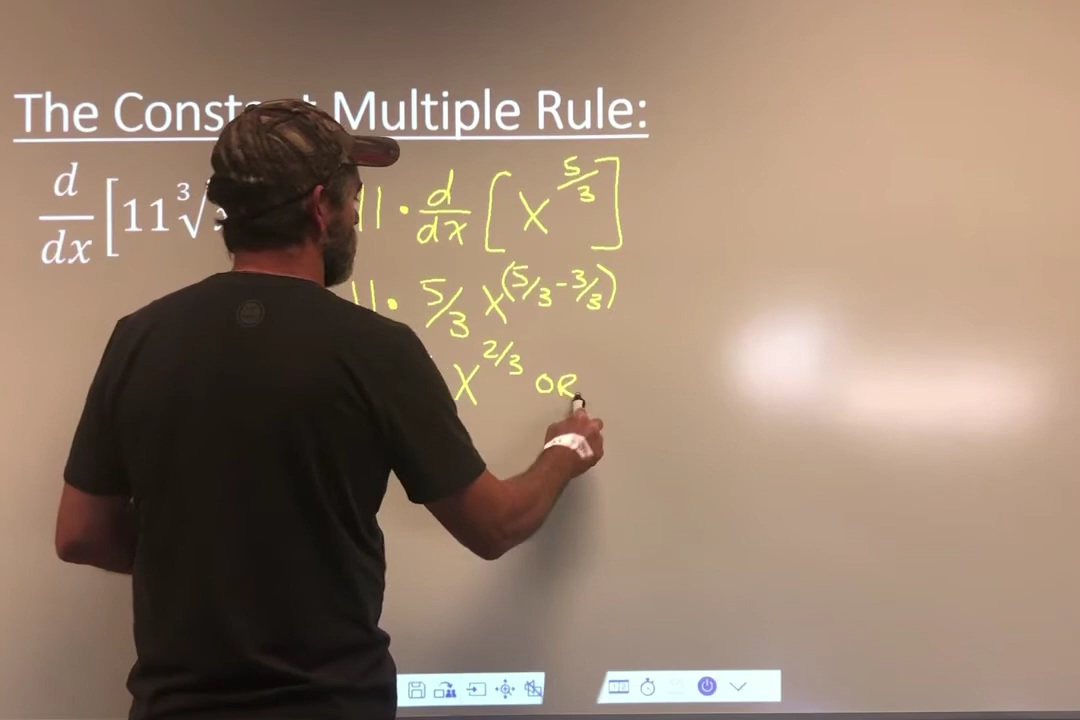 The Const t Multiple Rule:
d/dx [11 ∛ 11 · d/dx [x^(5/3)]
11 · 5/3 x^(5/3 - 3/3)
x^(2/3) OR